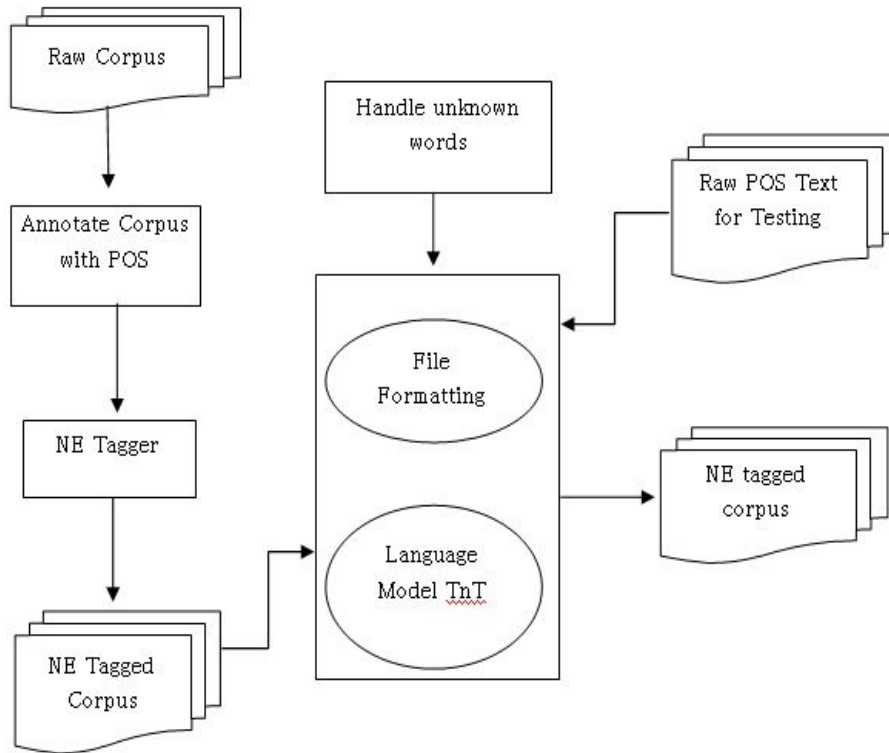 Raw Corpus
Annotate Corpus
with POS
NE Tagger
NE Tagged
Corpus
Handle unknown
words
File
Formatting
Language
Model TnT
Raw POS Text
for Testing
NE tagged
corpus